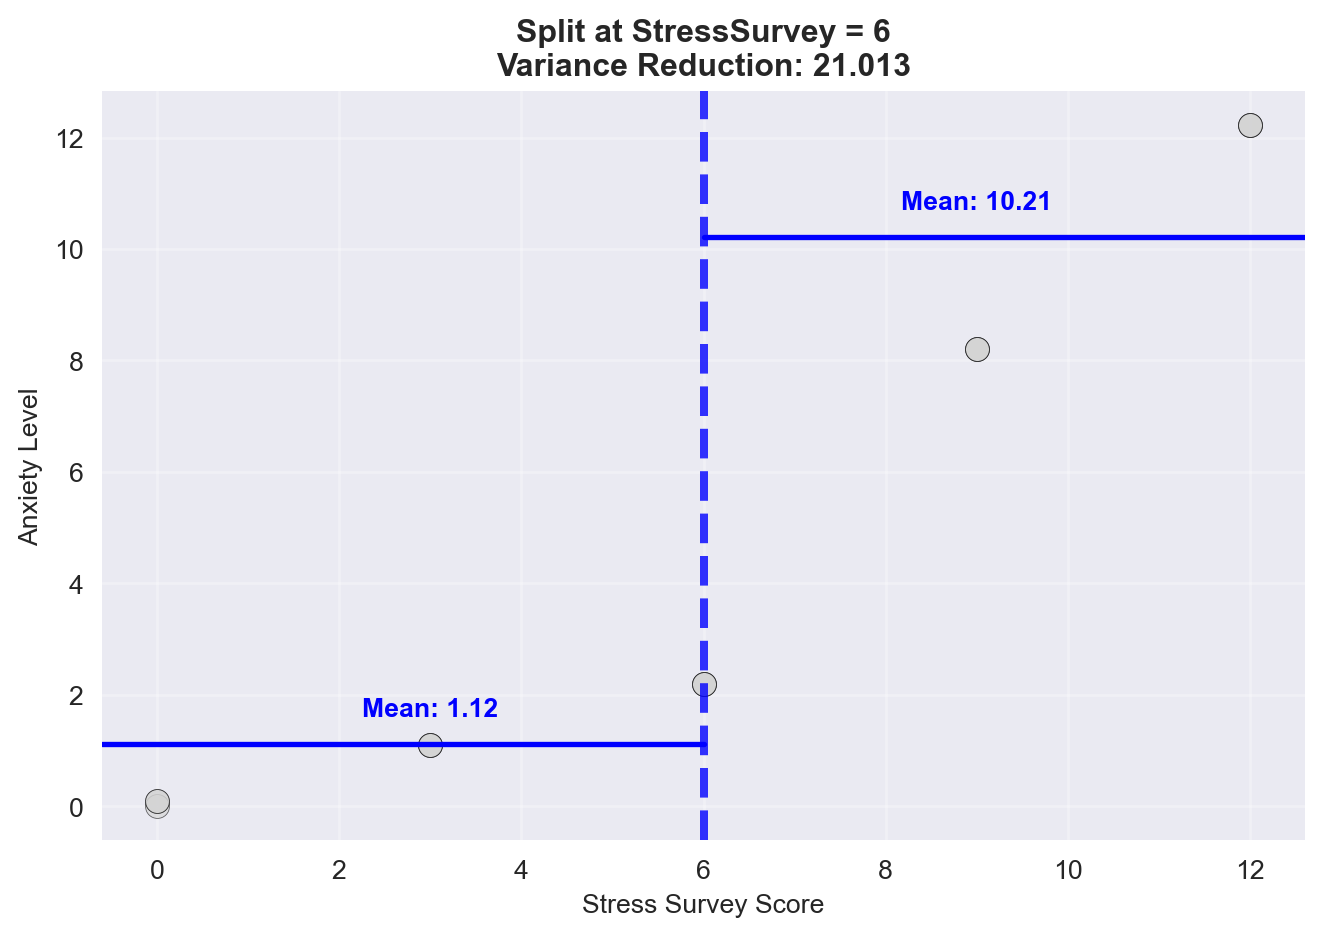 Split at StressSurvey = 6
Variance Reduction: 21.013
12
10
8
6
4
2
0
Anxiety Level
Mean: 10.21
Mean: 1.12
0 2 4 6 8 10 12
Stress Survey Score